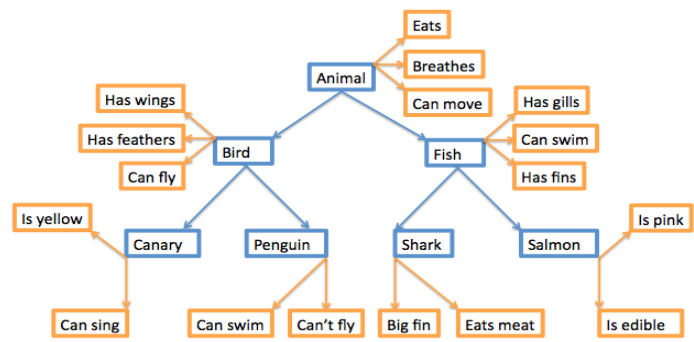 Eats
Animal
Breathes
Can move
Has wings
Has feathers
Can fly
Bird
Has gills
Can swim
Has fins
Fish
Is yellow
Canary
Penguin
Shark
Salmon
Is pink
Can sing
Can swim
Can't fly
Big fin
Eats meat
Is edible